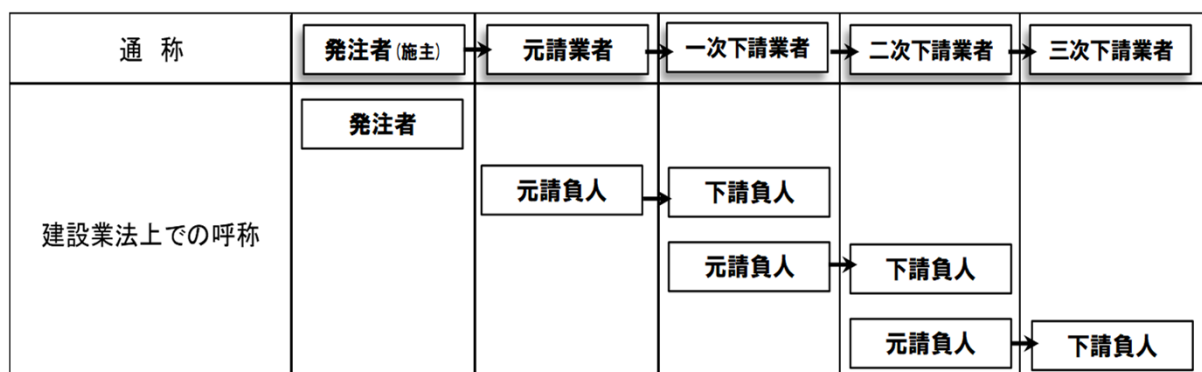 通 称
発注者(施主)
元請業者
一次下請業者
二次下請業者
三次下請業者
建設業法上での呼称
発注者
元請負人
下請負人
元請負人
下請負人
元請負人
下請負人